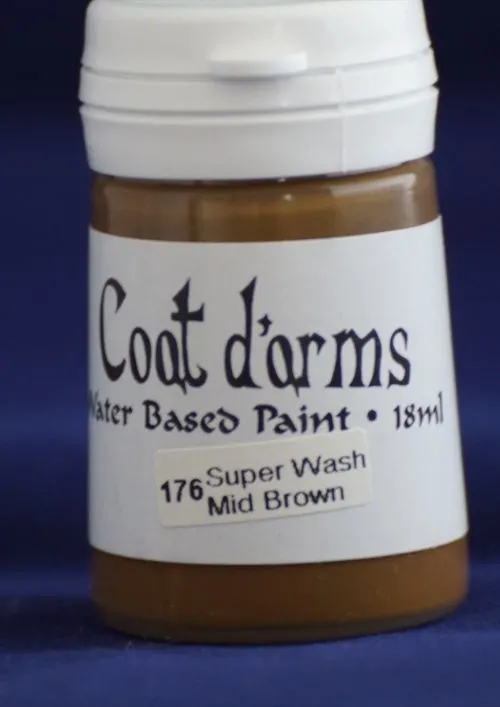 Coat d'arms
Water Based Paint • 18ml
176 Super Wash
Mid Brown